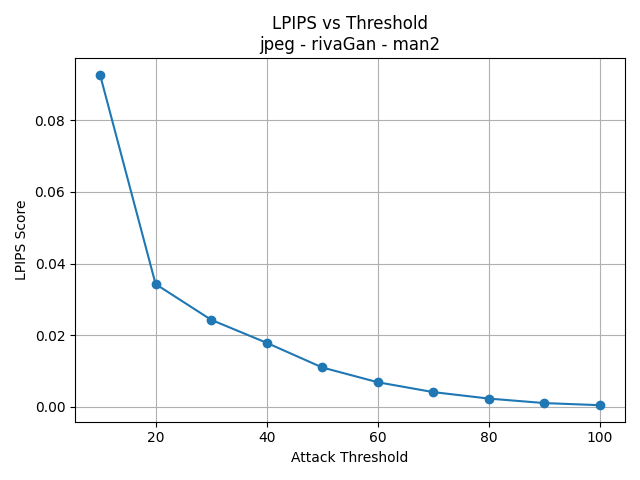 LPIPS vs Threshold
jpeg - rivaGan - man2
LPIPS Score
0.08
0.06
0.04
0.02
0.00
20 40 60 80 100
Attack Threshold